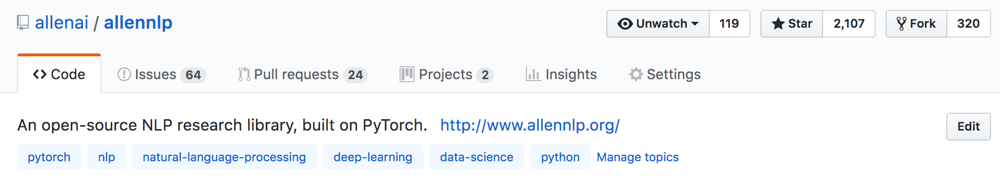 allenai / allennlp Unwatch 119 Star 2,107 Fork 320
Code Issues 64 Pull requests 24 Projects 2 Insights Settings
An open-source NLP research library, built on PyTorch. http://www.allennlp.org/ Edit
pytorch nlp natural-language-processing deep-learning data-science python Manage topics